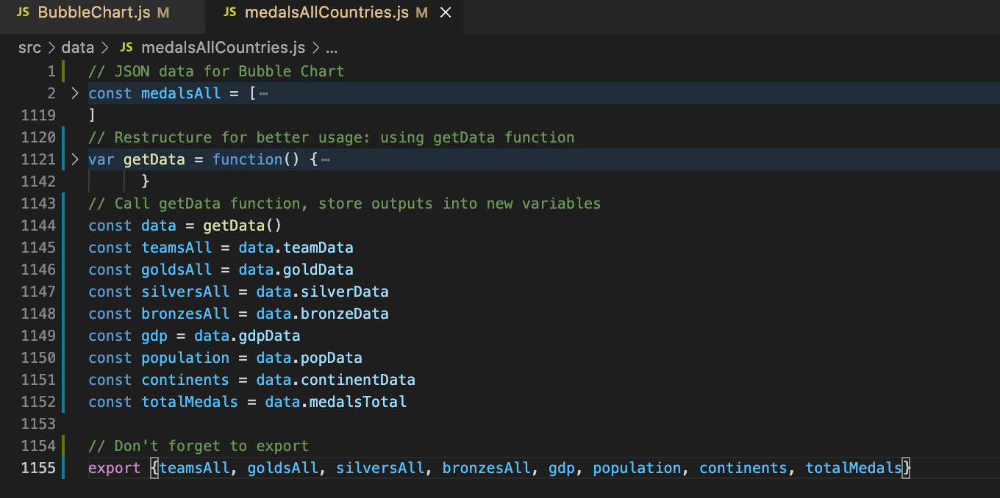 JS BubbleChart.js M JS medalsAllCountries.js M
src > data > JS medalsAllCountries.js > ...
1 // JSON data for Bubble Chart
2 const medalsAll = [ ⋯
1119 ]
1120 // Restructure for better usage: using getData function
1121 var getData = function() { ⋯
1142 }
1143 // Call getData function, store outputs into new variables
1144 const data = getData()
1145 const teamsAll = data.teamData
1146 const goldsAll = data.goldData
1147 const silversAll = data.silverData
1148 const bronzesAll = data.bronzeData
1149 const gdp = data.gdpData
1150 const population = data.popData
1151 const continents = data.continentData
1152 const totalMedals = data.medalsTotal
1153
1154 // Don't forget to export
1155 export {teamsAll, goldsAll, silversAll, bronzesAll, gdp, population, continents, totalMedals}